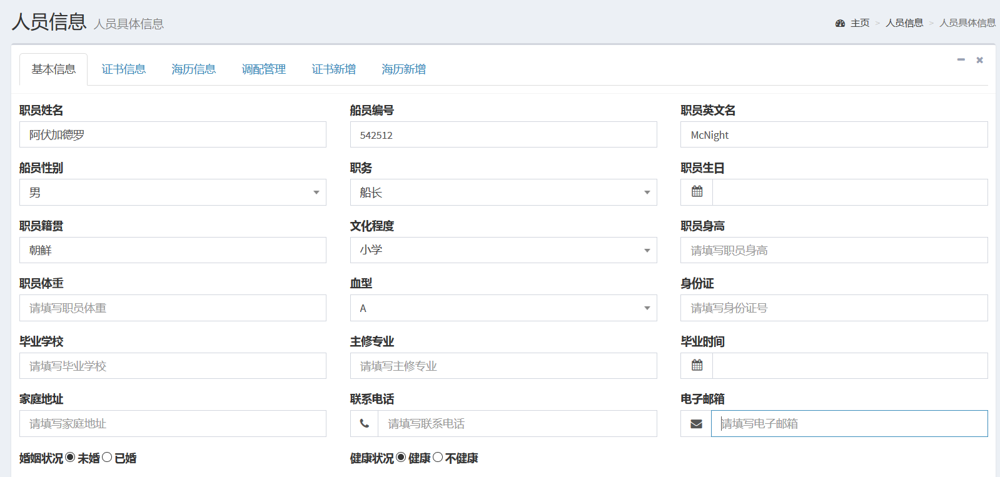 人员信息 人员具体信息 主页 > 人员信息 > 人员具体信息
基本信息 证书信息 海历信息 调配管理 证书新增 海历新增
职员姓名 船员编号 职员英文名
阿伏加德罗 542512 McNight
船员性别 职务 职员生日
男 船长
职员籍贯 文化程度 职员身高
朝鲜 小学 请填写职员身高
职员体重 血型 身份证
请填写职员体重 A 请填写身份证号
毕业学校 主修专业 毕业时间
请填写毕业学校 请填写主修专业
家庭地址 联系电话 电子邮箱
请填写家庭地址 请填写联系电话 请填写电子邮箱
婚姻状况 未婚 已婚 健康状况 健康 不健康